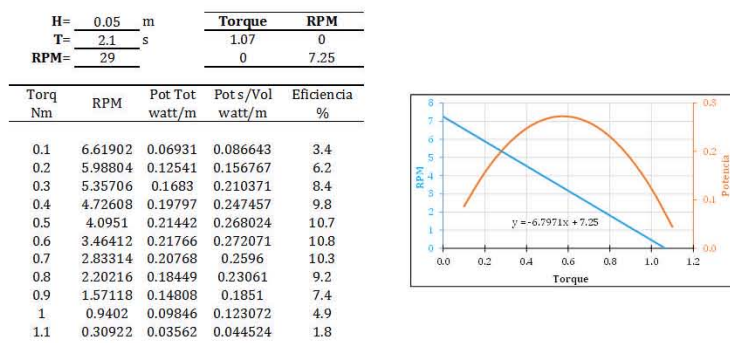 H= 0.05 m
T= 2.1 s
RPM= 29
Torque RPM
1.07 0
0 7.25
Torq Nm RPM Pot Tot watt/m Pot s/Vol watt/m Eficiencia %
0.1 6.61902 0.06931 0.086643 3.4
0.2 5.98804 0.12541 0.156767 6.2
0.3 5.35706 0.1683 0.210371 8.4
0.4 4.72608 0.19797 0.247457 9.8
0.5 4.0951 0.21442 0.268024 10.7
0.6 3.46412 0.21766 0.272071 10.8
0.7 2.83314 0.20768 0.2596 10.3
0.8 2.20216 0.18449 0.23061 9.2
0.9 1.57118 0.14808 0.1851 7.4
1 0.9402 0.09846 0.123072 4.9
1.1 0.30922 0.03562 0.044524 1.8
RPM
8
7
6
5
4
3
2
1
0
y = -6.7971x + 7.25
0.0 0.2 0.4 0.6 0.8 1.0 1.2
Torque
0.3
0.2
0.1
0.0
Potencia